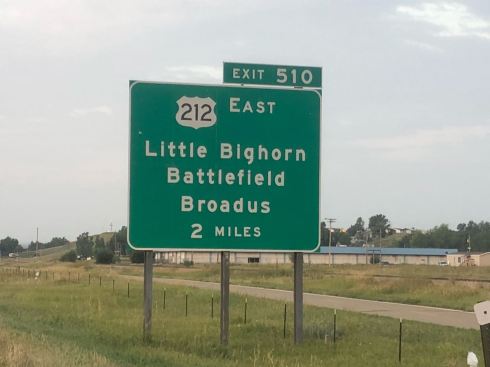 EXIT 510
212 EAST
Little Bighorn
Battlefield
Broadus
2 MILES